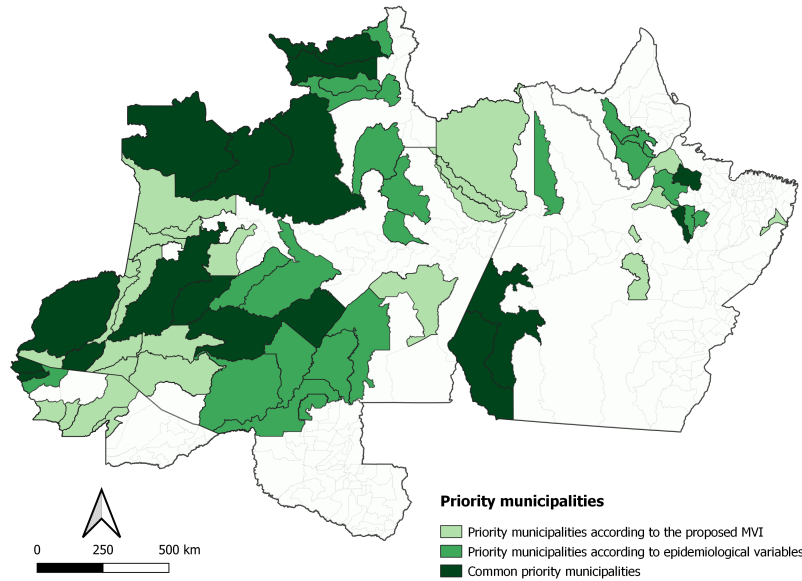 Priority municipalities
Priority municipalities according to the proposed MVI
Priority municipalities according to epidemiological variables
Common priority municipalities
0 250 500 km